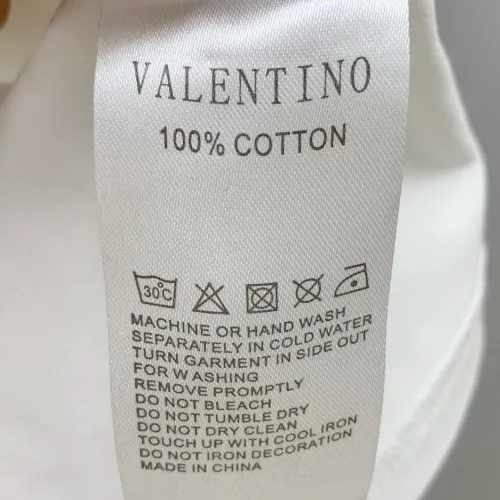 VALENTINO
100% COTTON
30°C
MACHINE OR HAND WASH
SEPARATELY IN COLD WATER
TURN GARMENT IN SIDE OUT
FOR WASHING
REMOVE PROMPTLY
DO NOT BLEACH
DO NOT TUMBLE DRY
DO NOT DRY CLEAN
TOUCH UP WITH COOL IRON
DO NOT IRON DECORATION
MADE IN CHINA